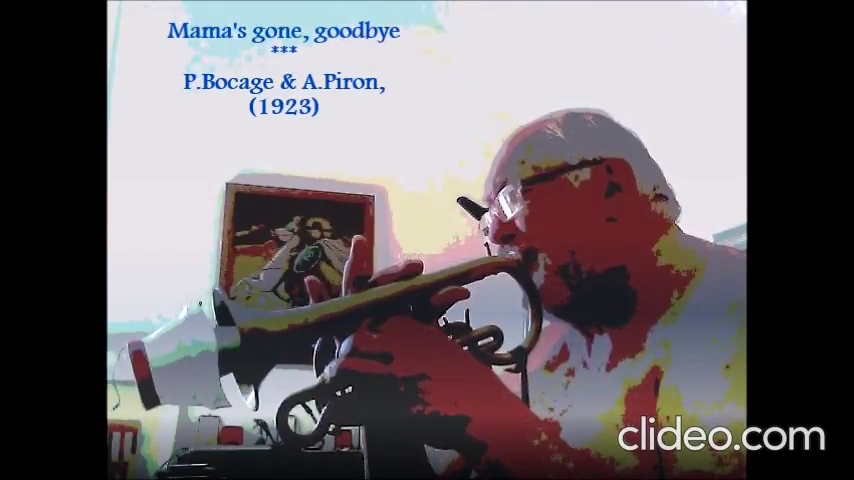 Mama's gone, goodbye
***
P.Bocage & A.Piron,
(1923)
clideo.com